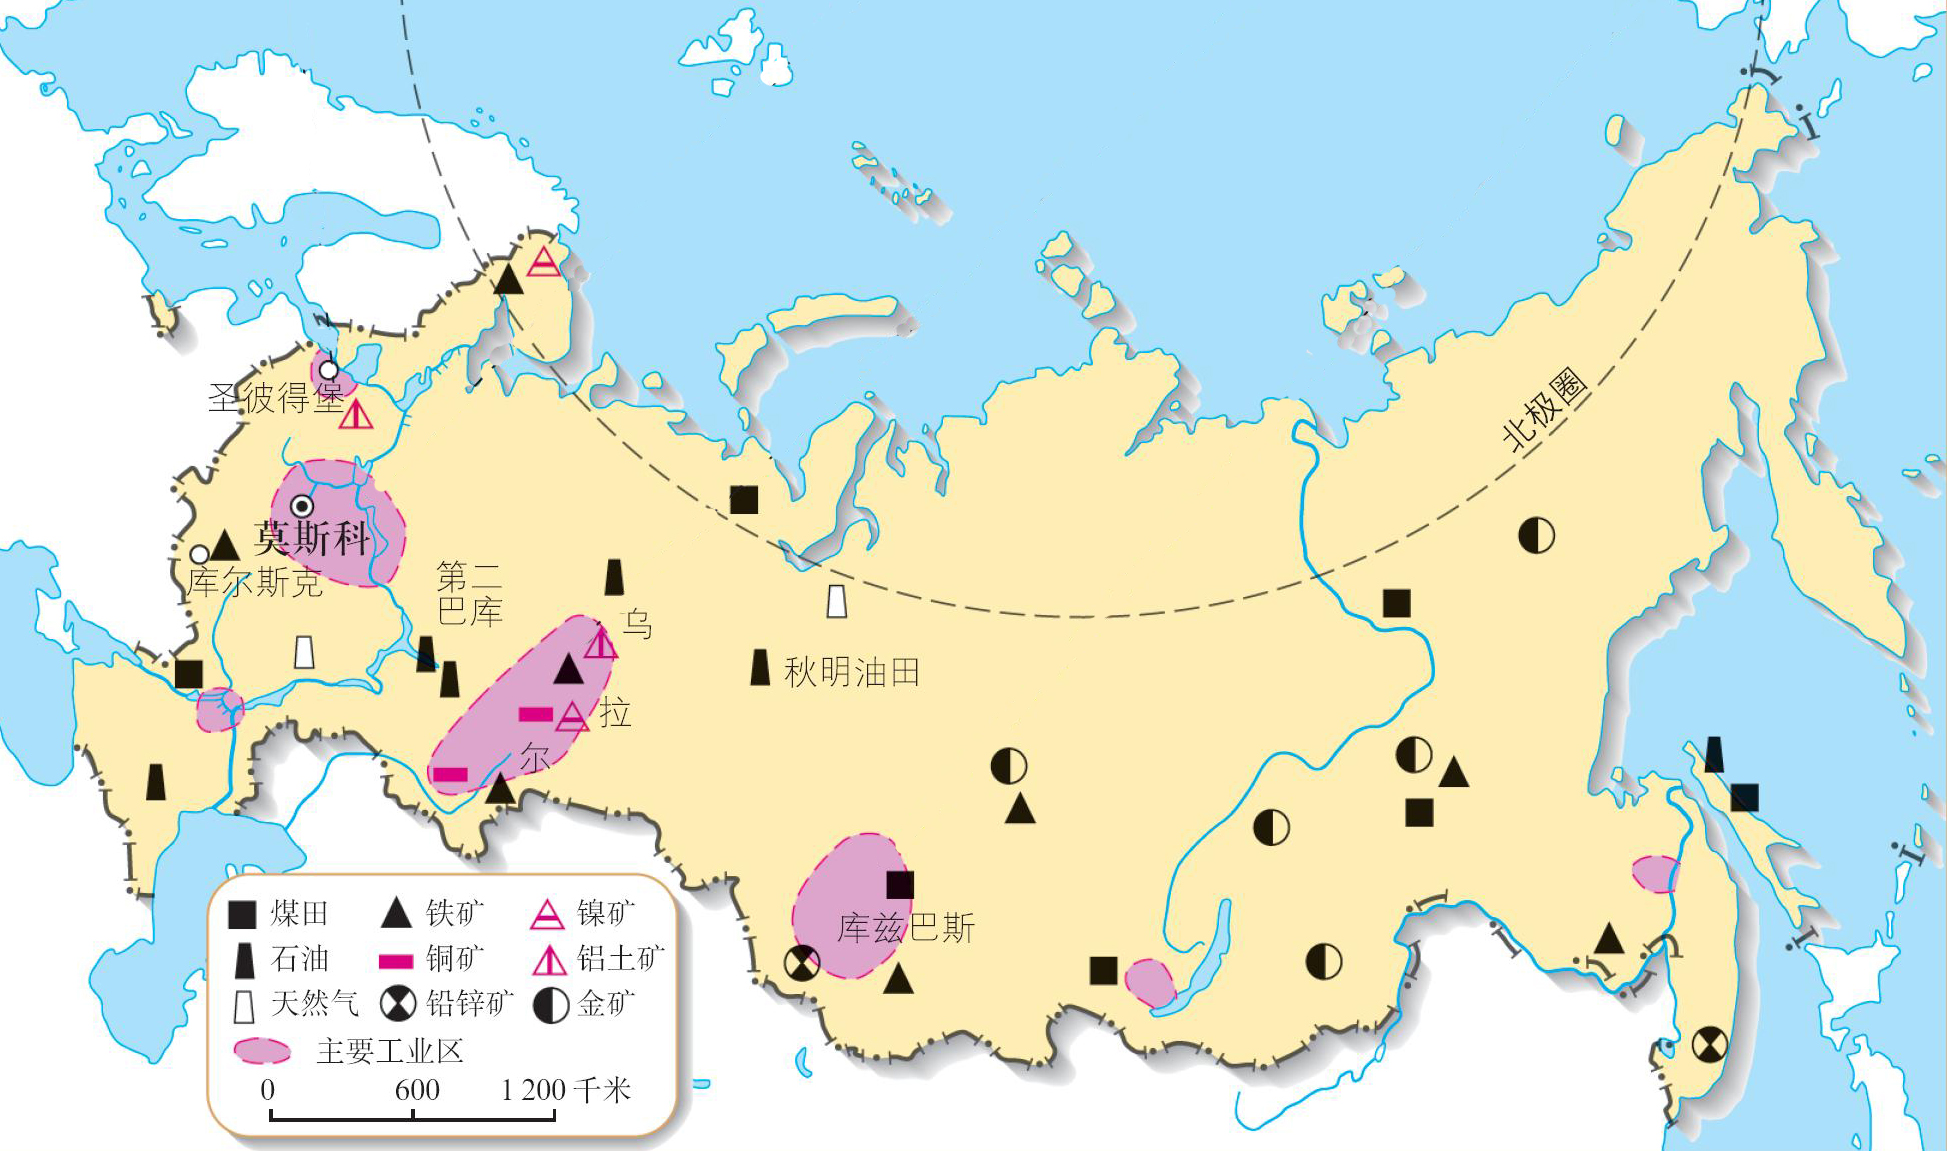 北极圈
圣彼得堡
莫斯科
库尔斯克
第二
巴库
乌
拉
尔
秋明油田
库兹巴斯
煤田 铁矿 镍矿
石油 铜矿 铝土矿
天然气 铅锌矿 金矿
主要工业区
0 600 1 200 千米